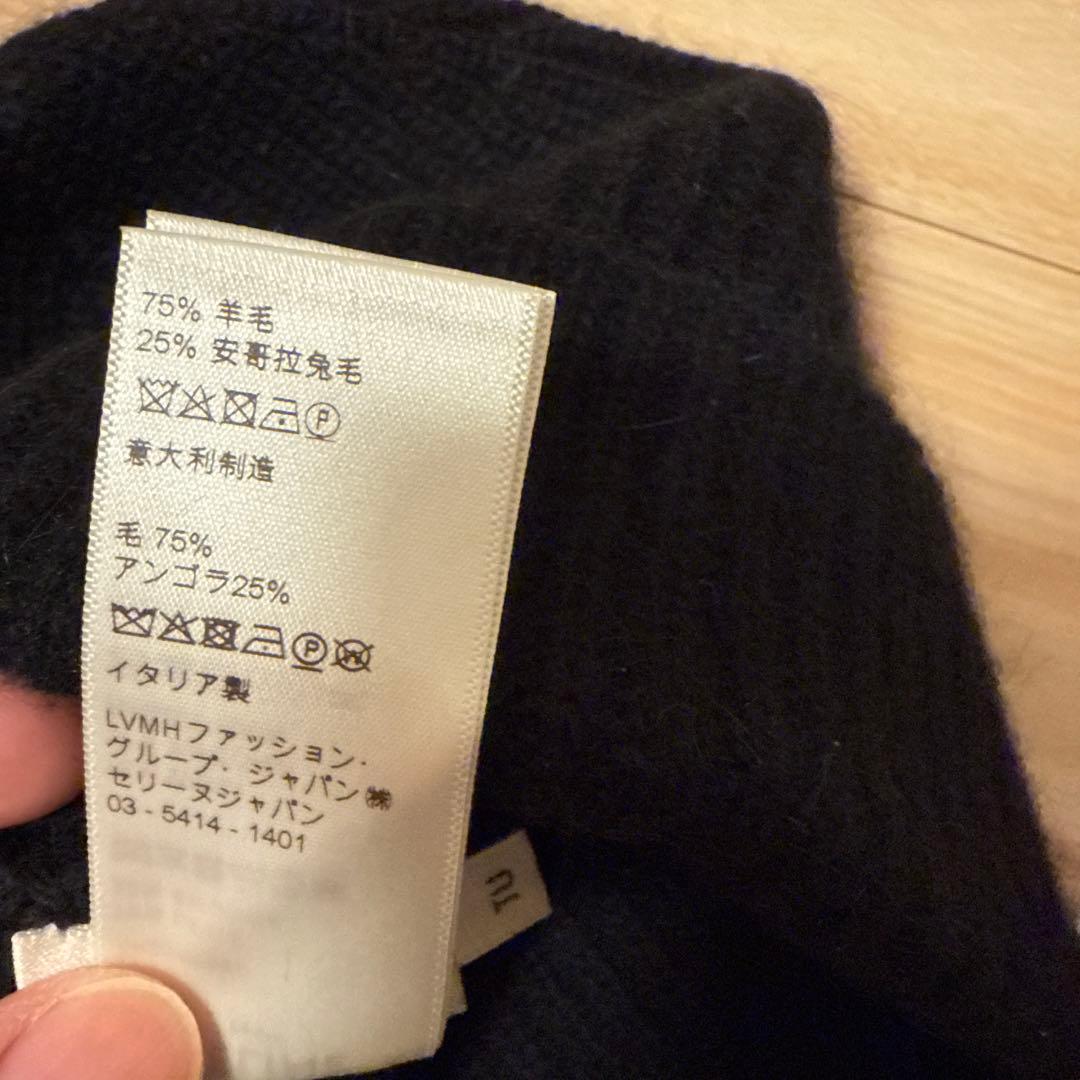 75% 羊毛
25% 安哥拉兔毛
P
意大利制造
毛 75%
アンゴラ25%
P W
イタリア製
LVMHファッション・
グループ・ジャパン㈱
セリーヌジャパン
03 - 5414 - 1401
TU